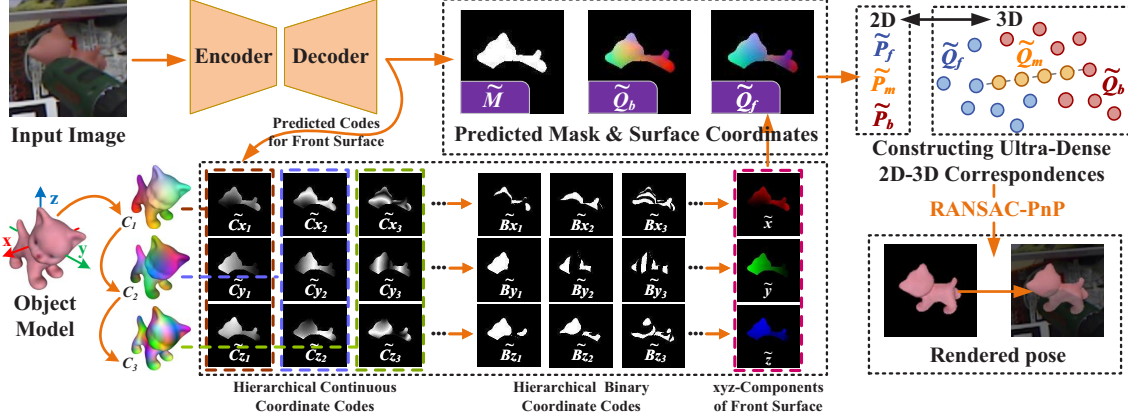 Input Image
Encoder
Decoder
Predicted Codes
for Front Surface
M̃
Q̃b
Q̃f
Predicted Mask & Surface Coordinates
2D
3D
P̃f
P̃m
P̃b
Q̃f
Q̃m
Q̃b
Constructing Ultra-Dense
2D-3D Correspondences
RANSAC-PnP
Rendered pose
z
x
y
Object
Model
C1
C2
C3
C̃x1 C̃x2 C̃x3 B̃x1 B̃x2 B̃x3 x̃
C̃y1 C̃y2 C̃y3 B̃y1 B̃y2 B̃y3 ỹ
C̃z1 C̃z2 C̃z3 B̃z1 B̃z2 B̃z3 z̃
Hierarchical Continuous
Coordinate Codes
Hierarchical Binary
Coordinate Codes
xyz-Components
of Front Surface